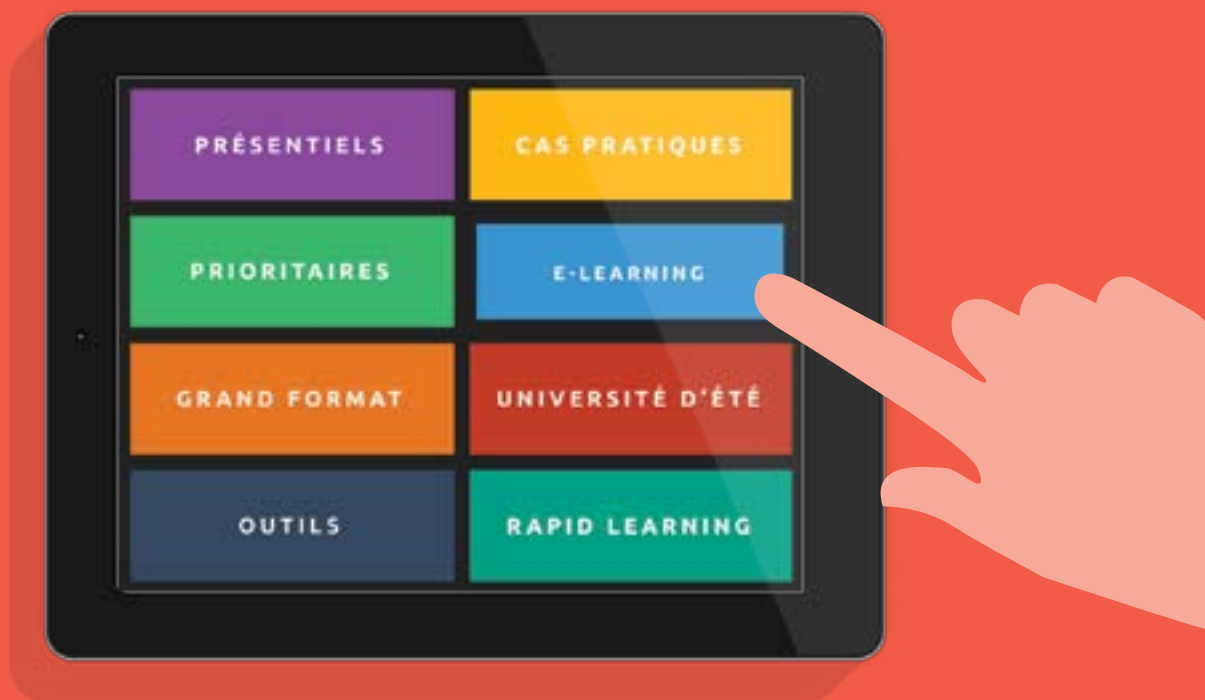 PRÉSENTIELS
CAS PRATIQUES
PRIORITAIRES
E-LEARNING
GRAND FORMAT
UNIVERSITÉ D'ÉTÉ
OUTILS
RAPID LEARNING